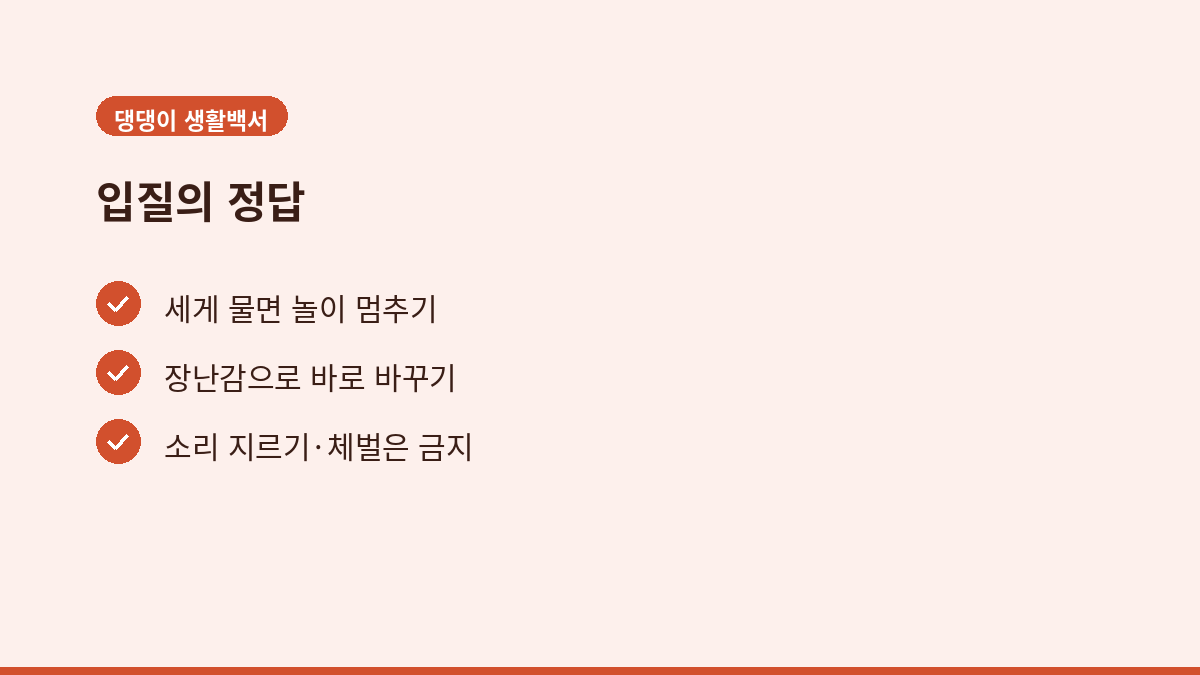 댕댕이 생활백서
입질의 정답
세게 물면 놀이 멈추기
장난감으로 바로 바꾸기
소리 지르기·체벌은 금지